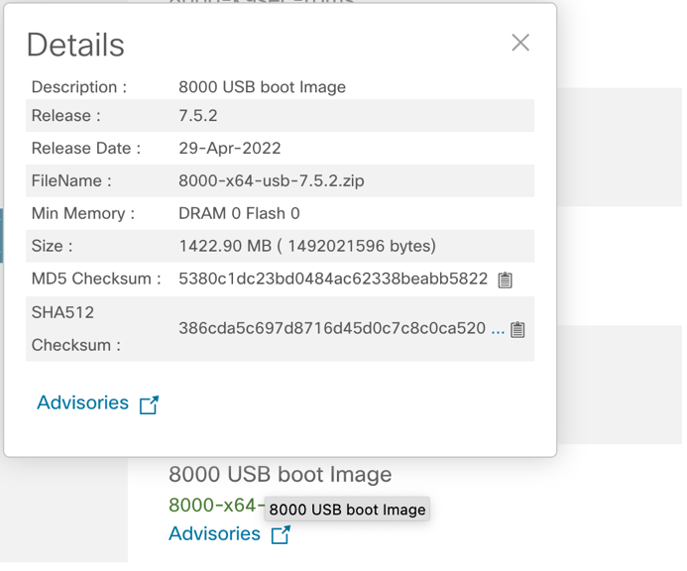 Details
Description : 8000 USB boot Image
Release : 7.5.2
Release Date : 29-Apr-2022
FileName : 8000-x64-usb-7.5.2.zip
Min Memory : DRAM 0 Flash 0
Size : 1422.90 MB ( 1492021596 bytes)
MD5 Checksum : 5380c1dc23bd0484ac62338beabb5822
SHA512 Checksum : 386cda5c697d8716d45d0c7c8c0ca520 ...
Advisories
8000 USB boot Image
8000-x64-
8000 USB boot Image
Advisories